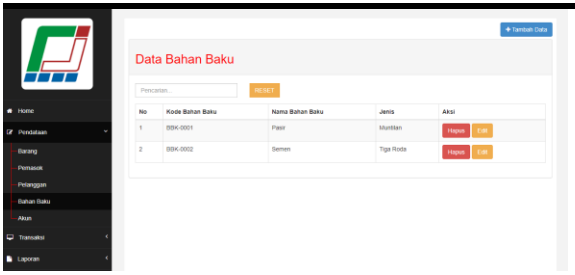 + Tambah Data
Data Bahan Baku
Pencarian...
RESET
No Kode Bahan Baku Nama Bahan Baku Jenis Aksi
1 BBK-0001 Pasir Muntilan Hapus Edit
2 BBK-0002 Semen Tiga Roda Hapus Edit
Home
Pendataan
Barang
Pemasok
Pelanggan
Bahan Baku
Akun
Transaksi
Laporan